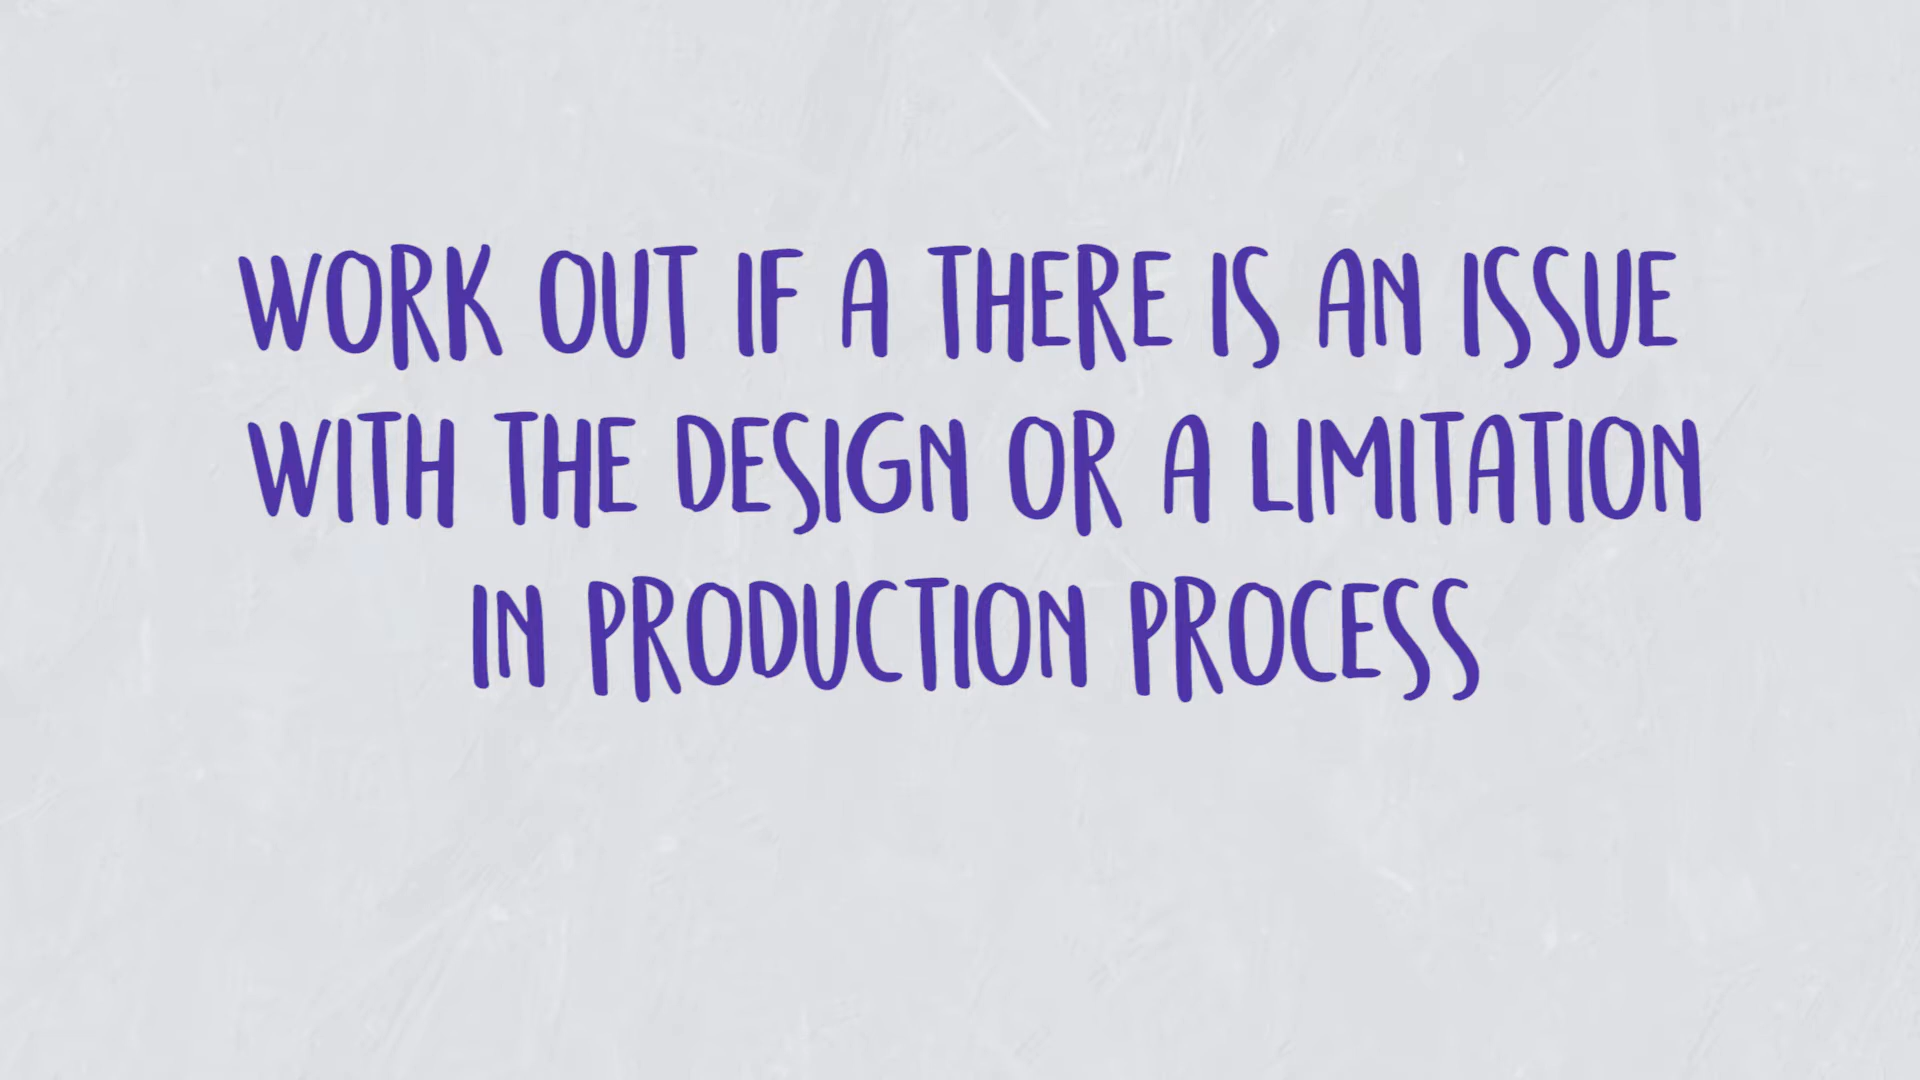 WORK OUT IF A THERE IS AN ISSUE
WITH THE DESIGN OR A LIMITATION
IN PRODUCTION PROCESS